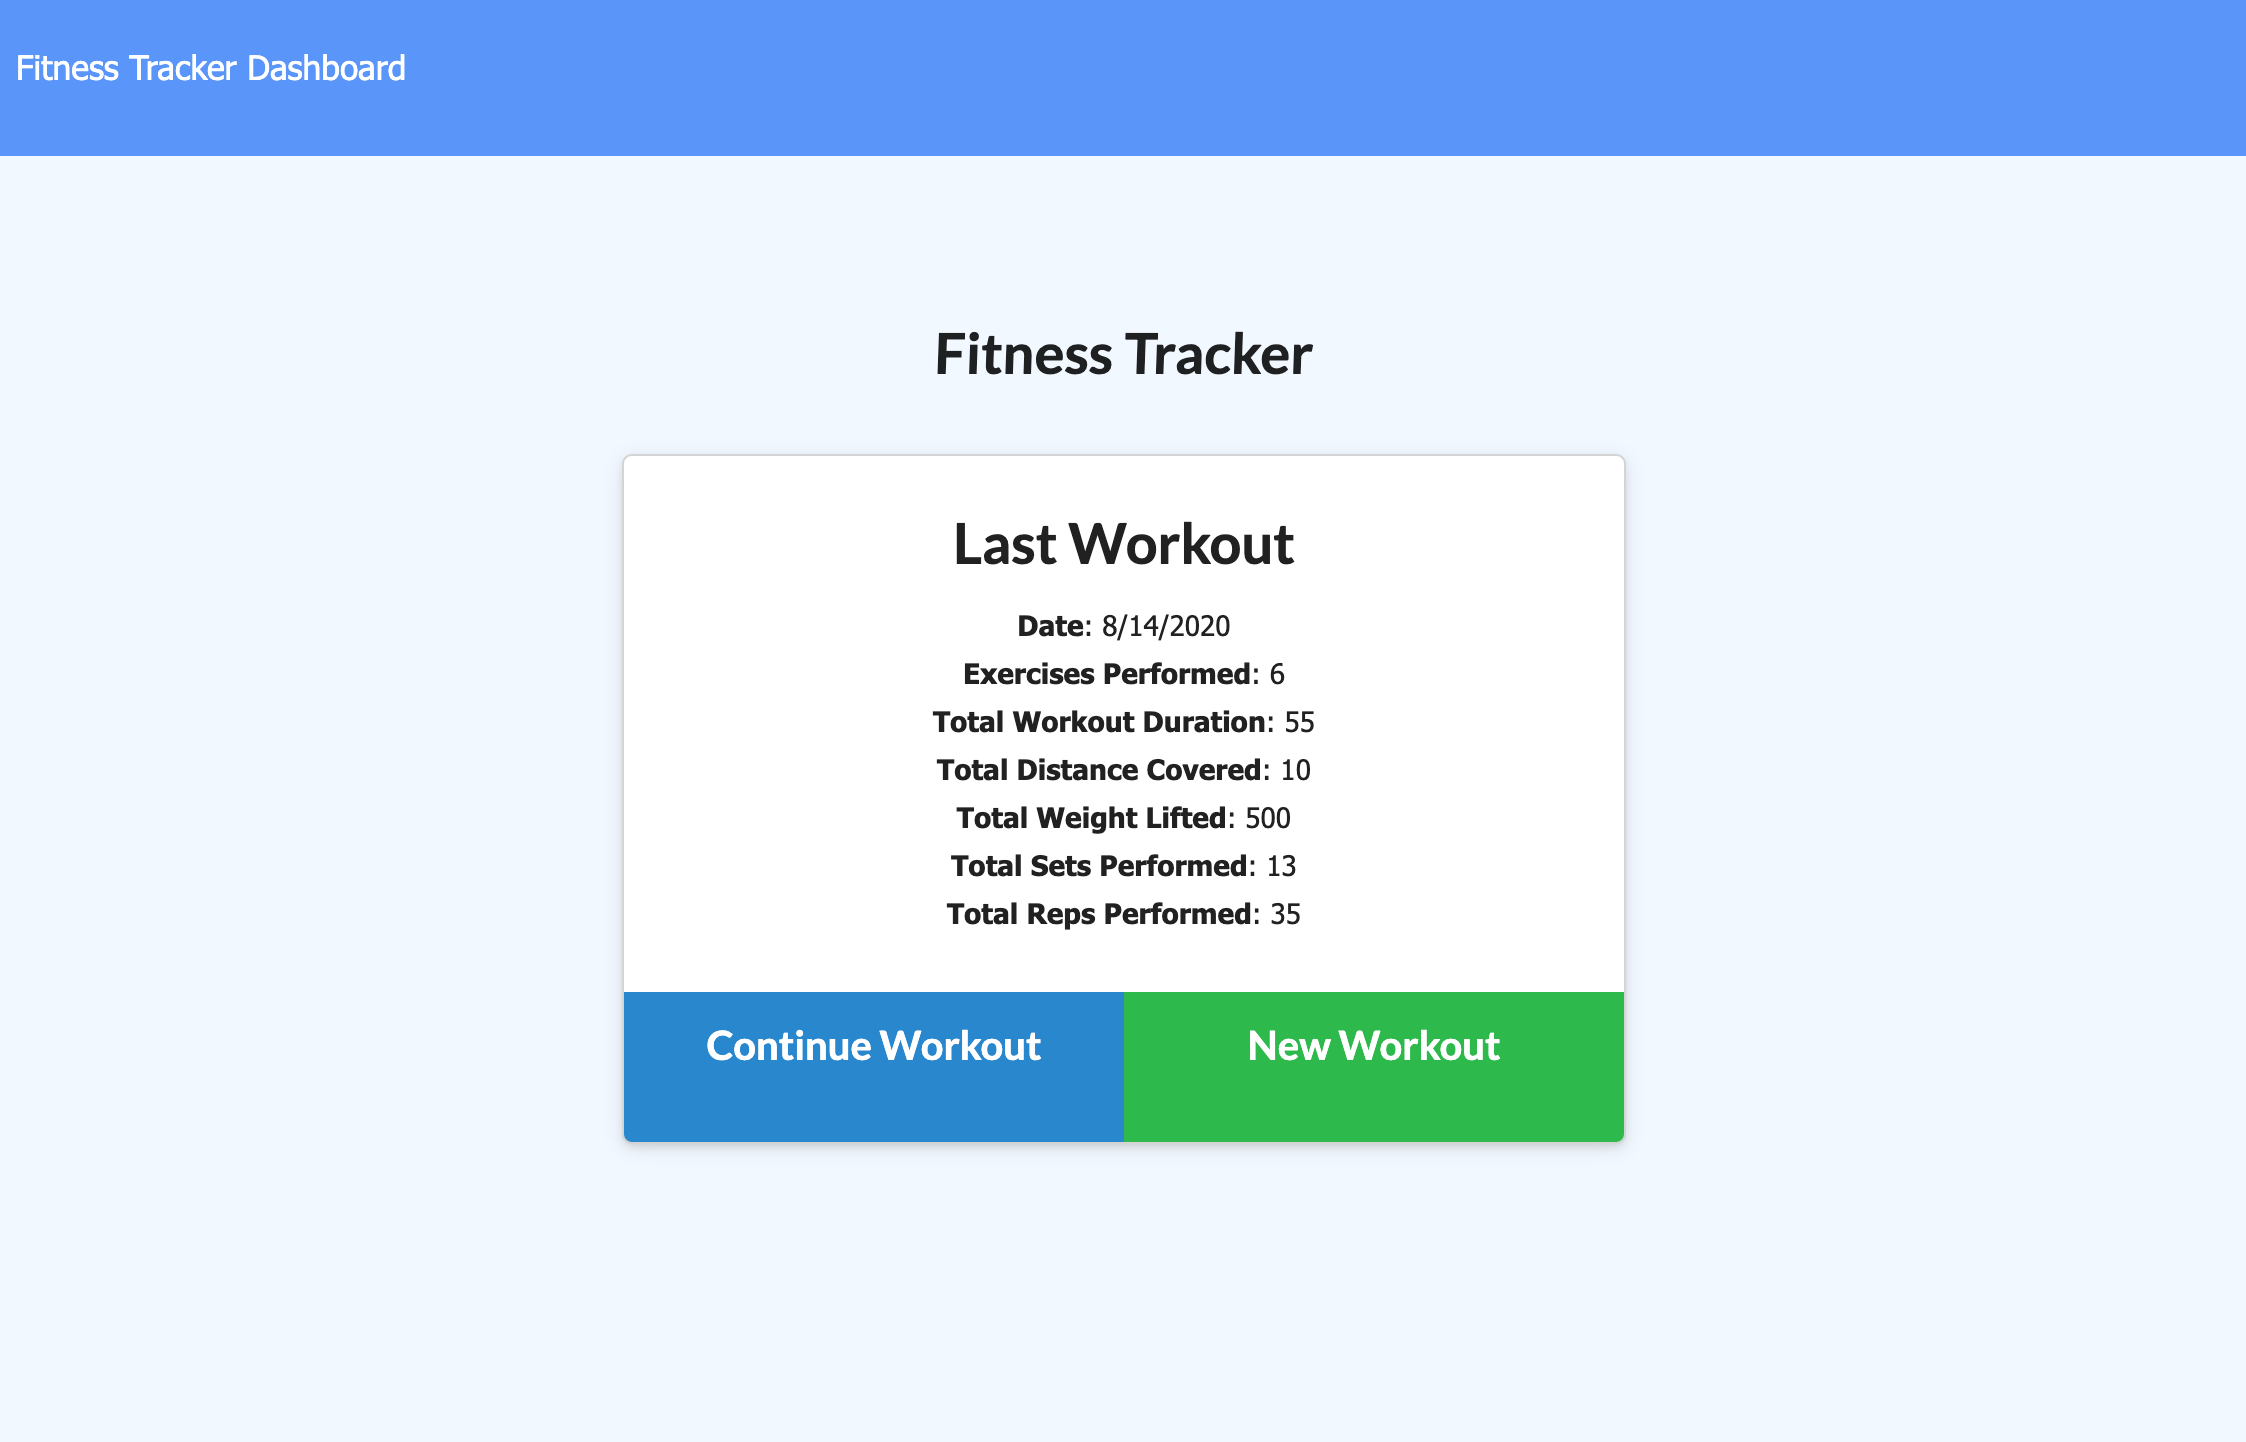 Fitness Tracker Dashboard
Fitness Tracker
Last Workout
Date: 8/14/2020
Exercises Performed: 6
Total Workout Duration: 55
Total Distance Covered: 10
Total Weight Lifted: 500
Total Sets Performed: 13
Total Reps Performed: 35
Continue Workout
New Workout